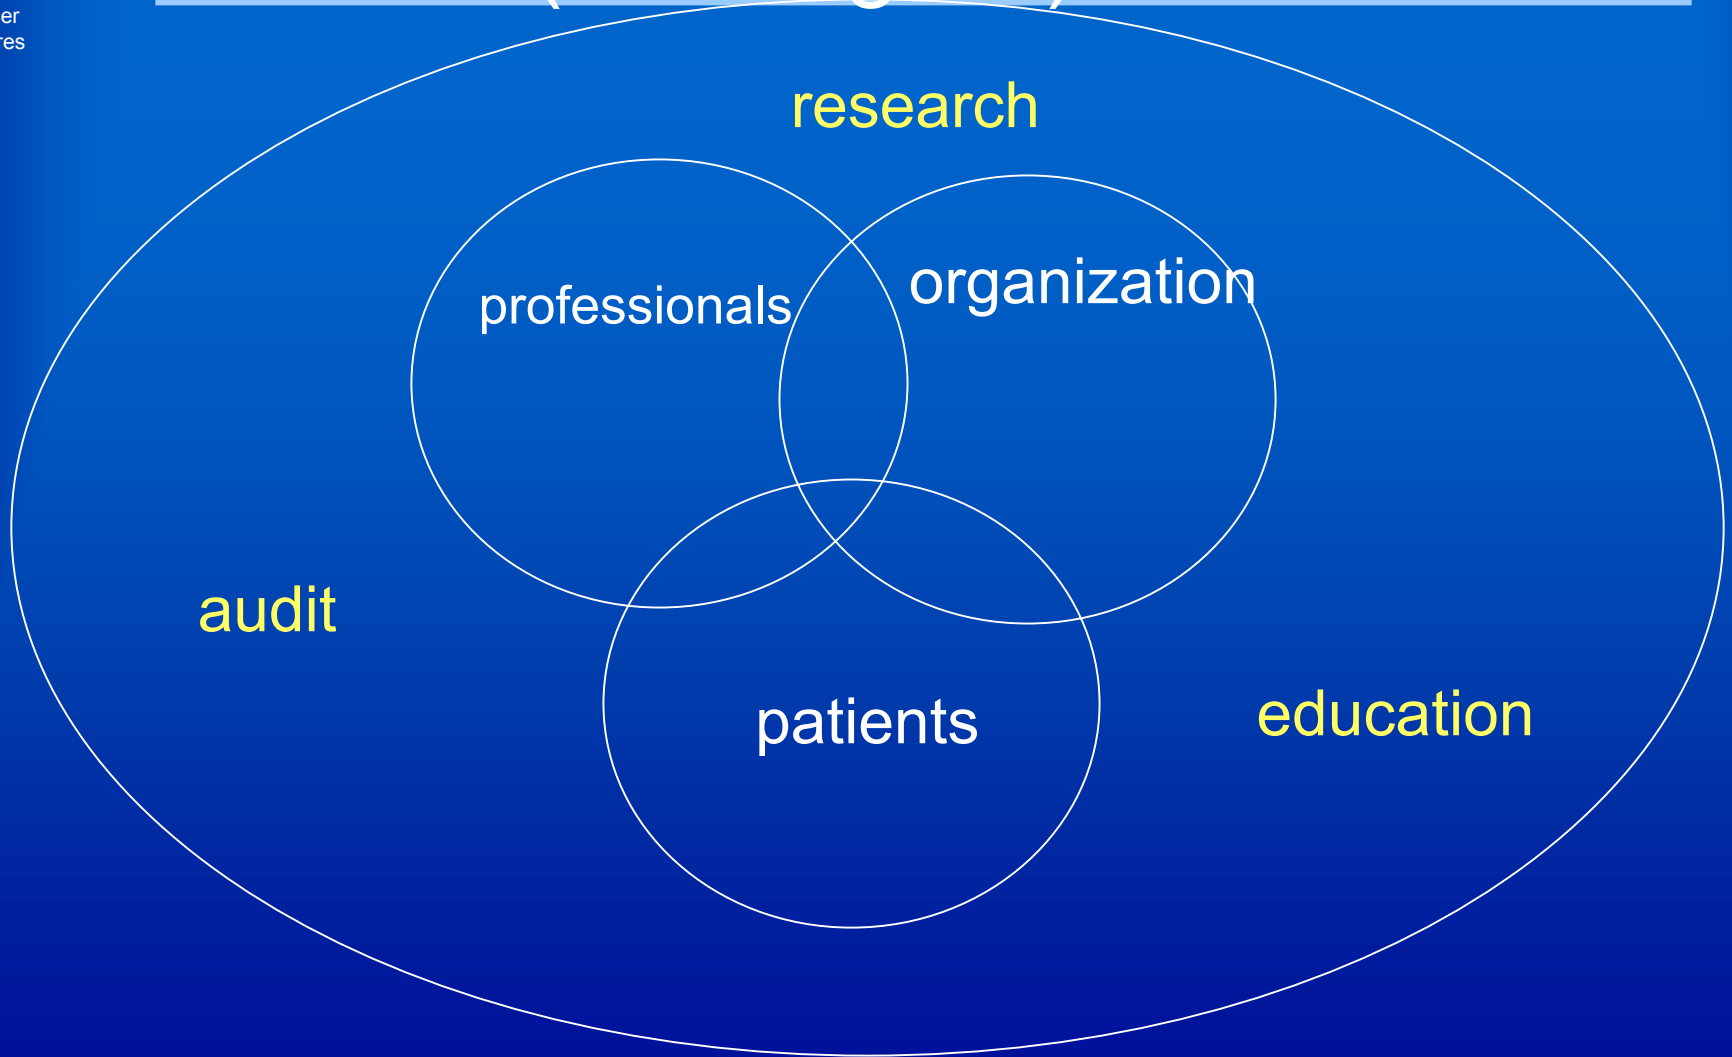 research
organization
professionals
audit
patients
education